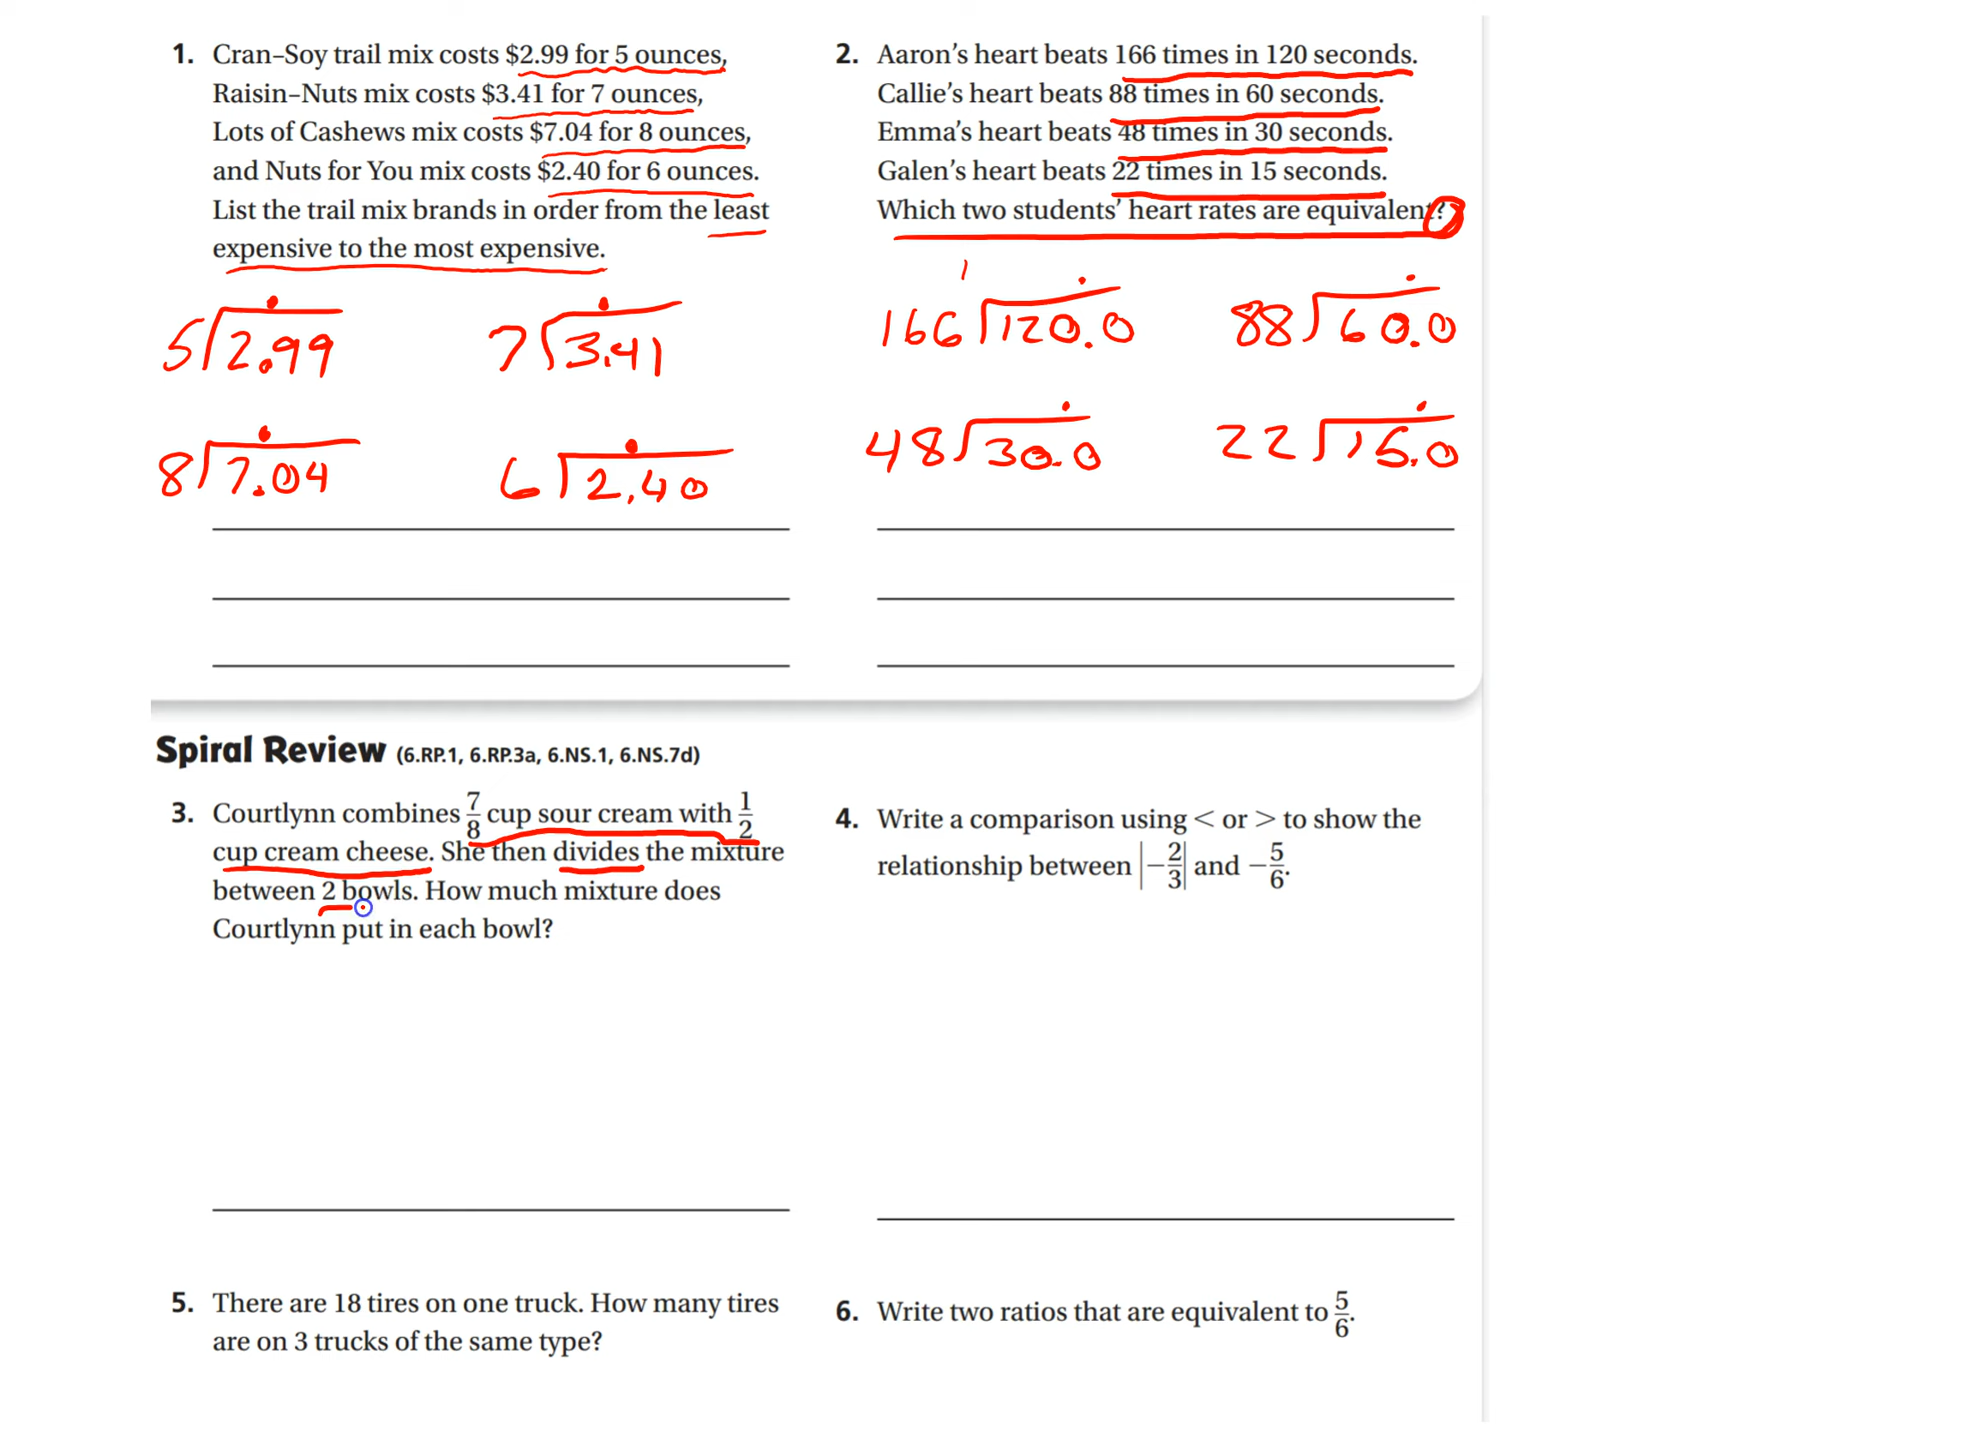 1. Cran–Soy trail mix costs $2.99 for 5 ounces,
Raisin–Nuts mix costs $3.41 for 7 ounces,
Lots of Cashews mix costs $7.04 for 8 ounces,
and Nuts for You mix costs $2.40 for 6 ounces.
List the trail mix brands in order from the least
expensive to the most expensive.
5 2.99
7 3.41
8 7.04
6 2.40
2. Aaron’s heart beats 166 times in 120 seconds.
Callie’s heart beats 88 times in 60 seconds.
Emma’s heart beats 48 times in 30 seconds.
Galen’s heart beats 22 times in 15 seconds.
Which two students’ heart rates are equivalent?
166 120.0
88 60.0
48 30.0
22 15.0
Spiral Review (6.RP.1, 6.RP.3a, 6.NS.1, 6.NS.7d)
3. Courtlynn combines 7/8 cup sour cream with 1/2
cup cream cheese. She then divides the mixture
between 2 bowls. How much mixture does
Courtlynn put in each bowl?
4. Write a comparison using < or > to show the
relationship between |−2/3| and −5/6.
5. There are 18 tires on one truck. How many tires
are on 3 trucks of the same type?
6. Write two ratios that are equivalent to 5/6.